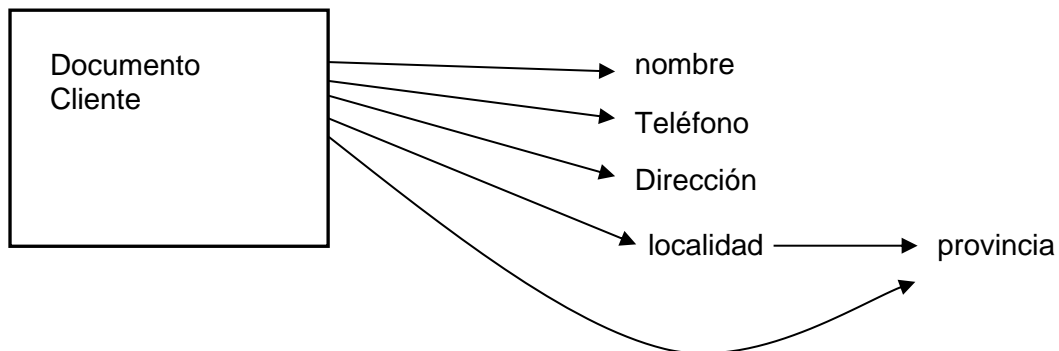 Documento
Cliente
nombre
Teléfono
Dirección
localidad
provincia